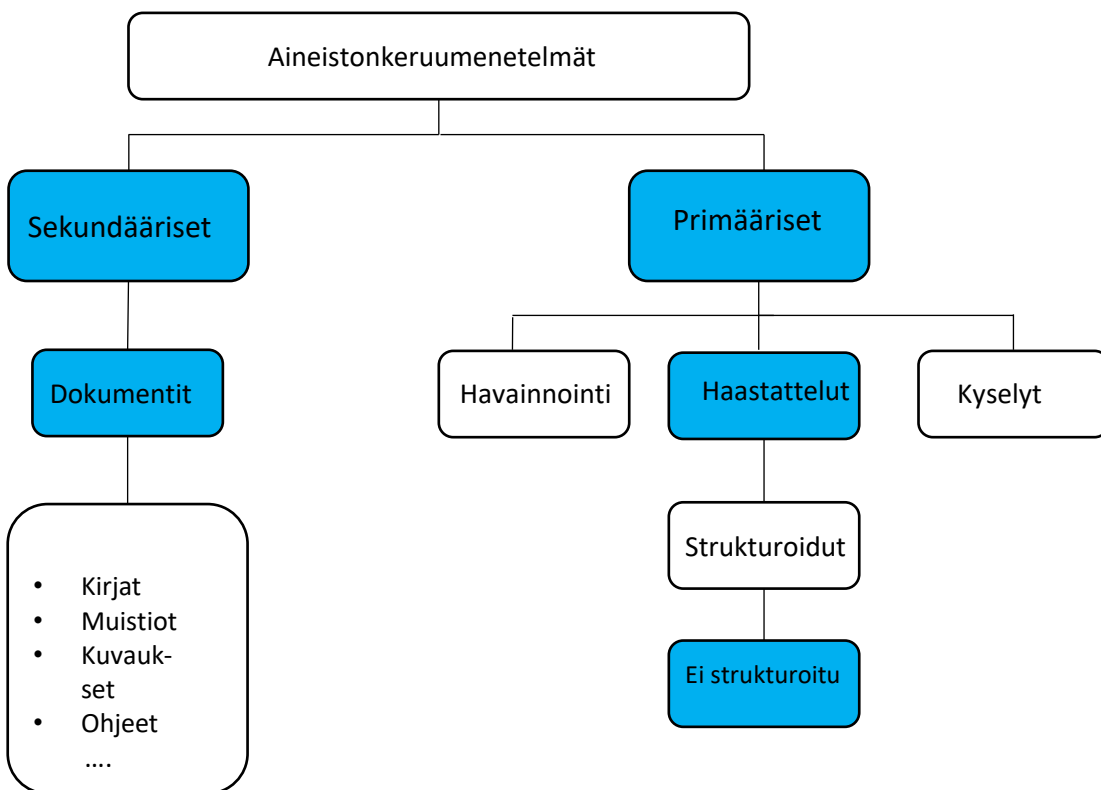 Aineistonkeruumenetelmät
Sekundääriset
Primääriset
Dokumentit
Havainnointi
Haastattelut
Kyselyt
Strukturoidut
• Kirjat
• Muistiot
• Kuvauk-
set
• Ohjeet
....
Ei strukturoitu